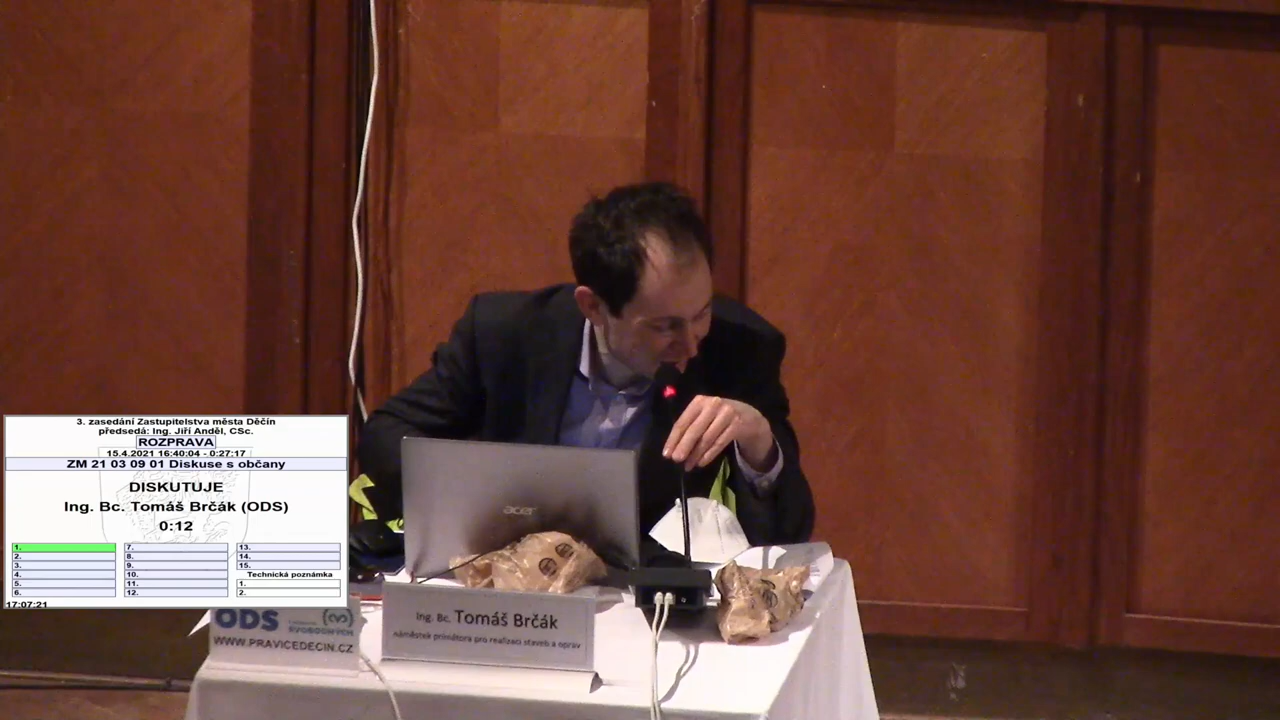 3. zasedání Zastupitelstva města Děčín
předsedá: Ing. Jiří Anděl, CSc.
ROZPRAVA
15.4.2021 16:40:04 - 0:27:17
ZM 21 03 09 01 Diskuse s občany
DISKUTUJE
Ing. Bc. Tomáš Brčák (ODS)
0:12
1. 7. 13.
2. 8. 14.
3. 9. 15.
4. 10. Technická poznámka
5. 11. 1.
6. 12. 2.
17:07:21
acer
ODS
SVOBODNÝCH
WWW.PRAVICEDECIN.CZ
Ing. Bc. Tomáš Brčák
náměstek primátora pro realizaci staveb a oprav